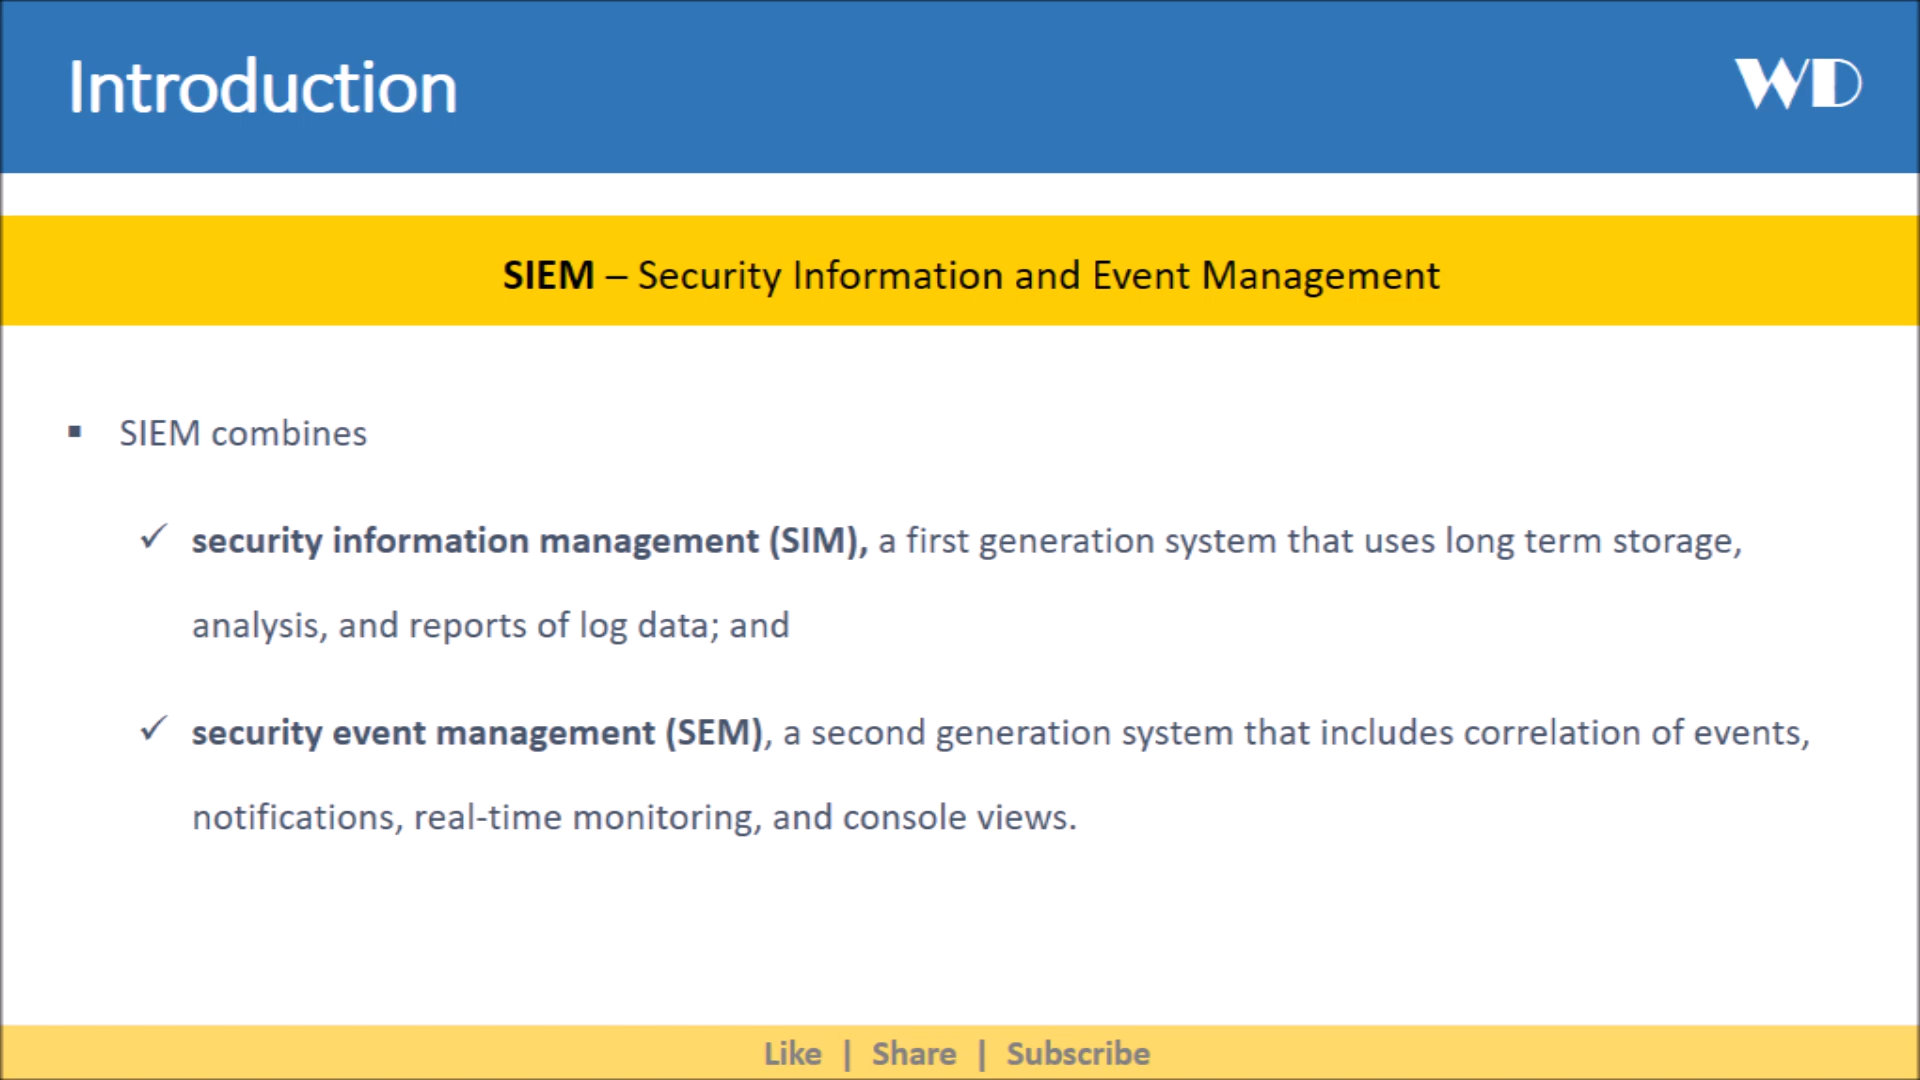 Introduction
WD
SIEM – Security Information and Event Management
▪ SIEM combines
✓ security information management (SIM), a first generation system that uses long term storage,
analysis, and reports of log data; and
✓ security event management (SEM), a second generation system that includes correlation of events,
notifications, real-time monitoring, and console views.
Like | Share | Subscribe